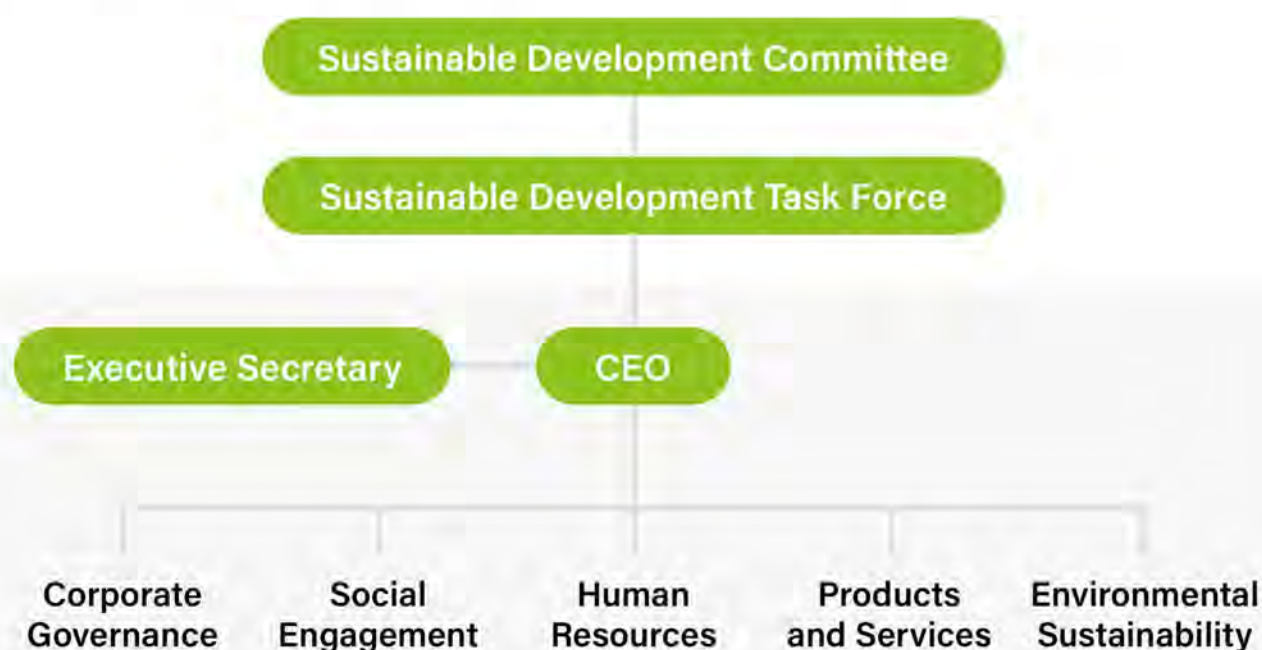 Sustainable Development Committee
Sustainable Development Task Force
Executive Secretary
CEO
Corporate
Governance
Social
Engagement
Human
Resources
Products
and Services
Environmental
Sustainability